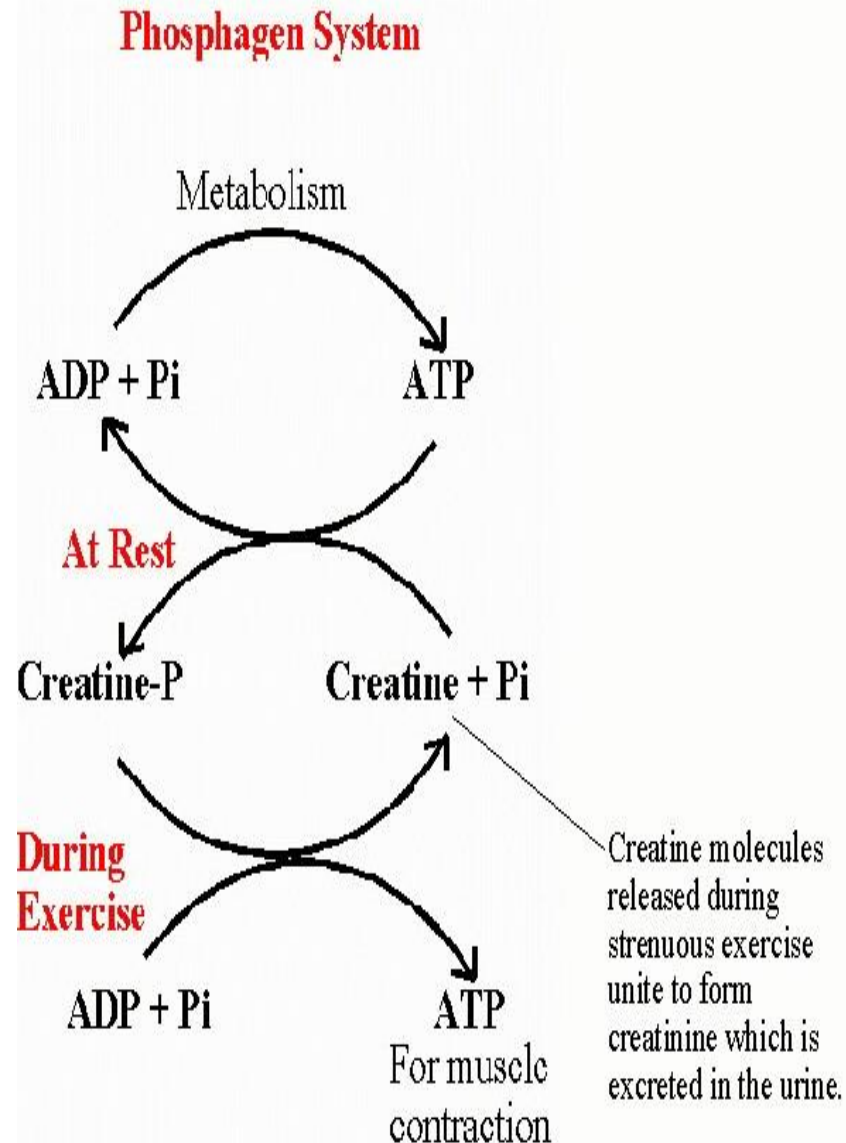 Phosphagen System
Metabolism
ADP + Pi
ATP
At Rest
Creatine-P
Creatine + Pi
During
Exercise
ADP + Pi
ATP
For muscle
contraction
Creatine molecules
released during
strenuous exercise
unite to form
creatinine which is
excreted in the urine.